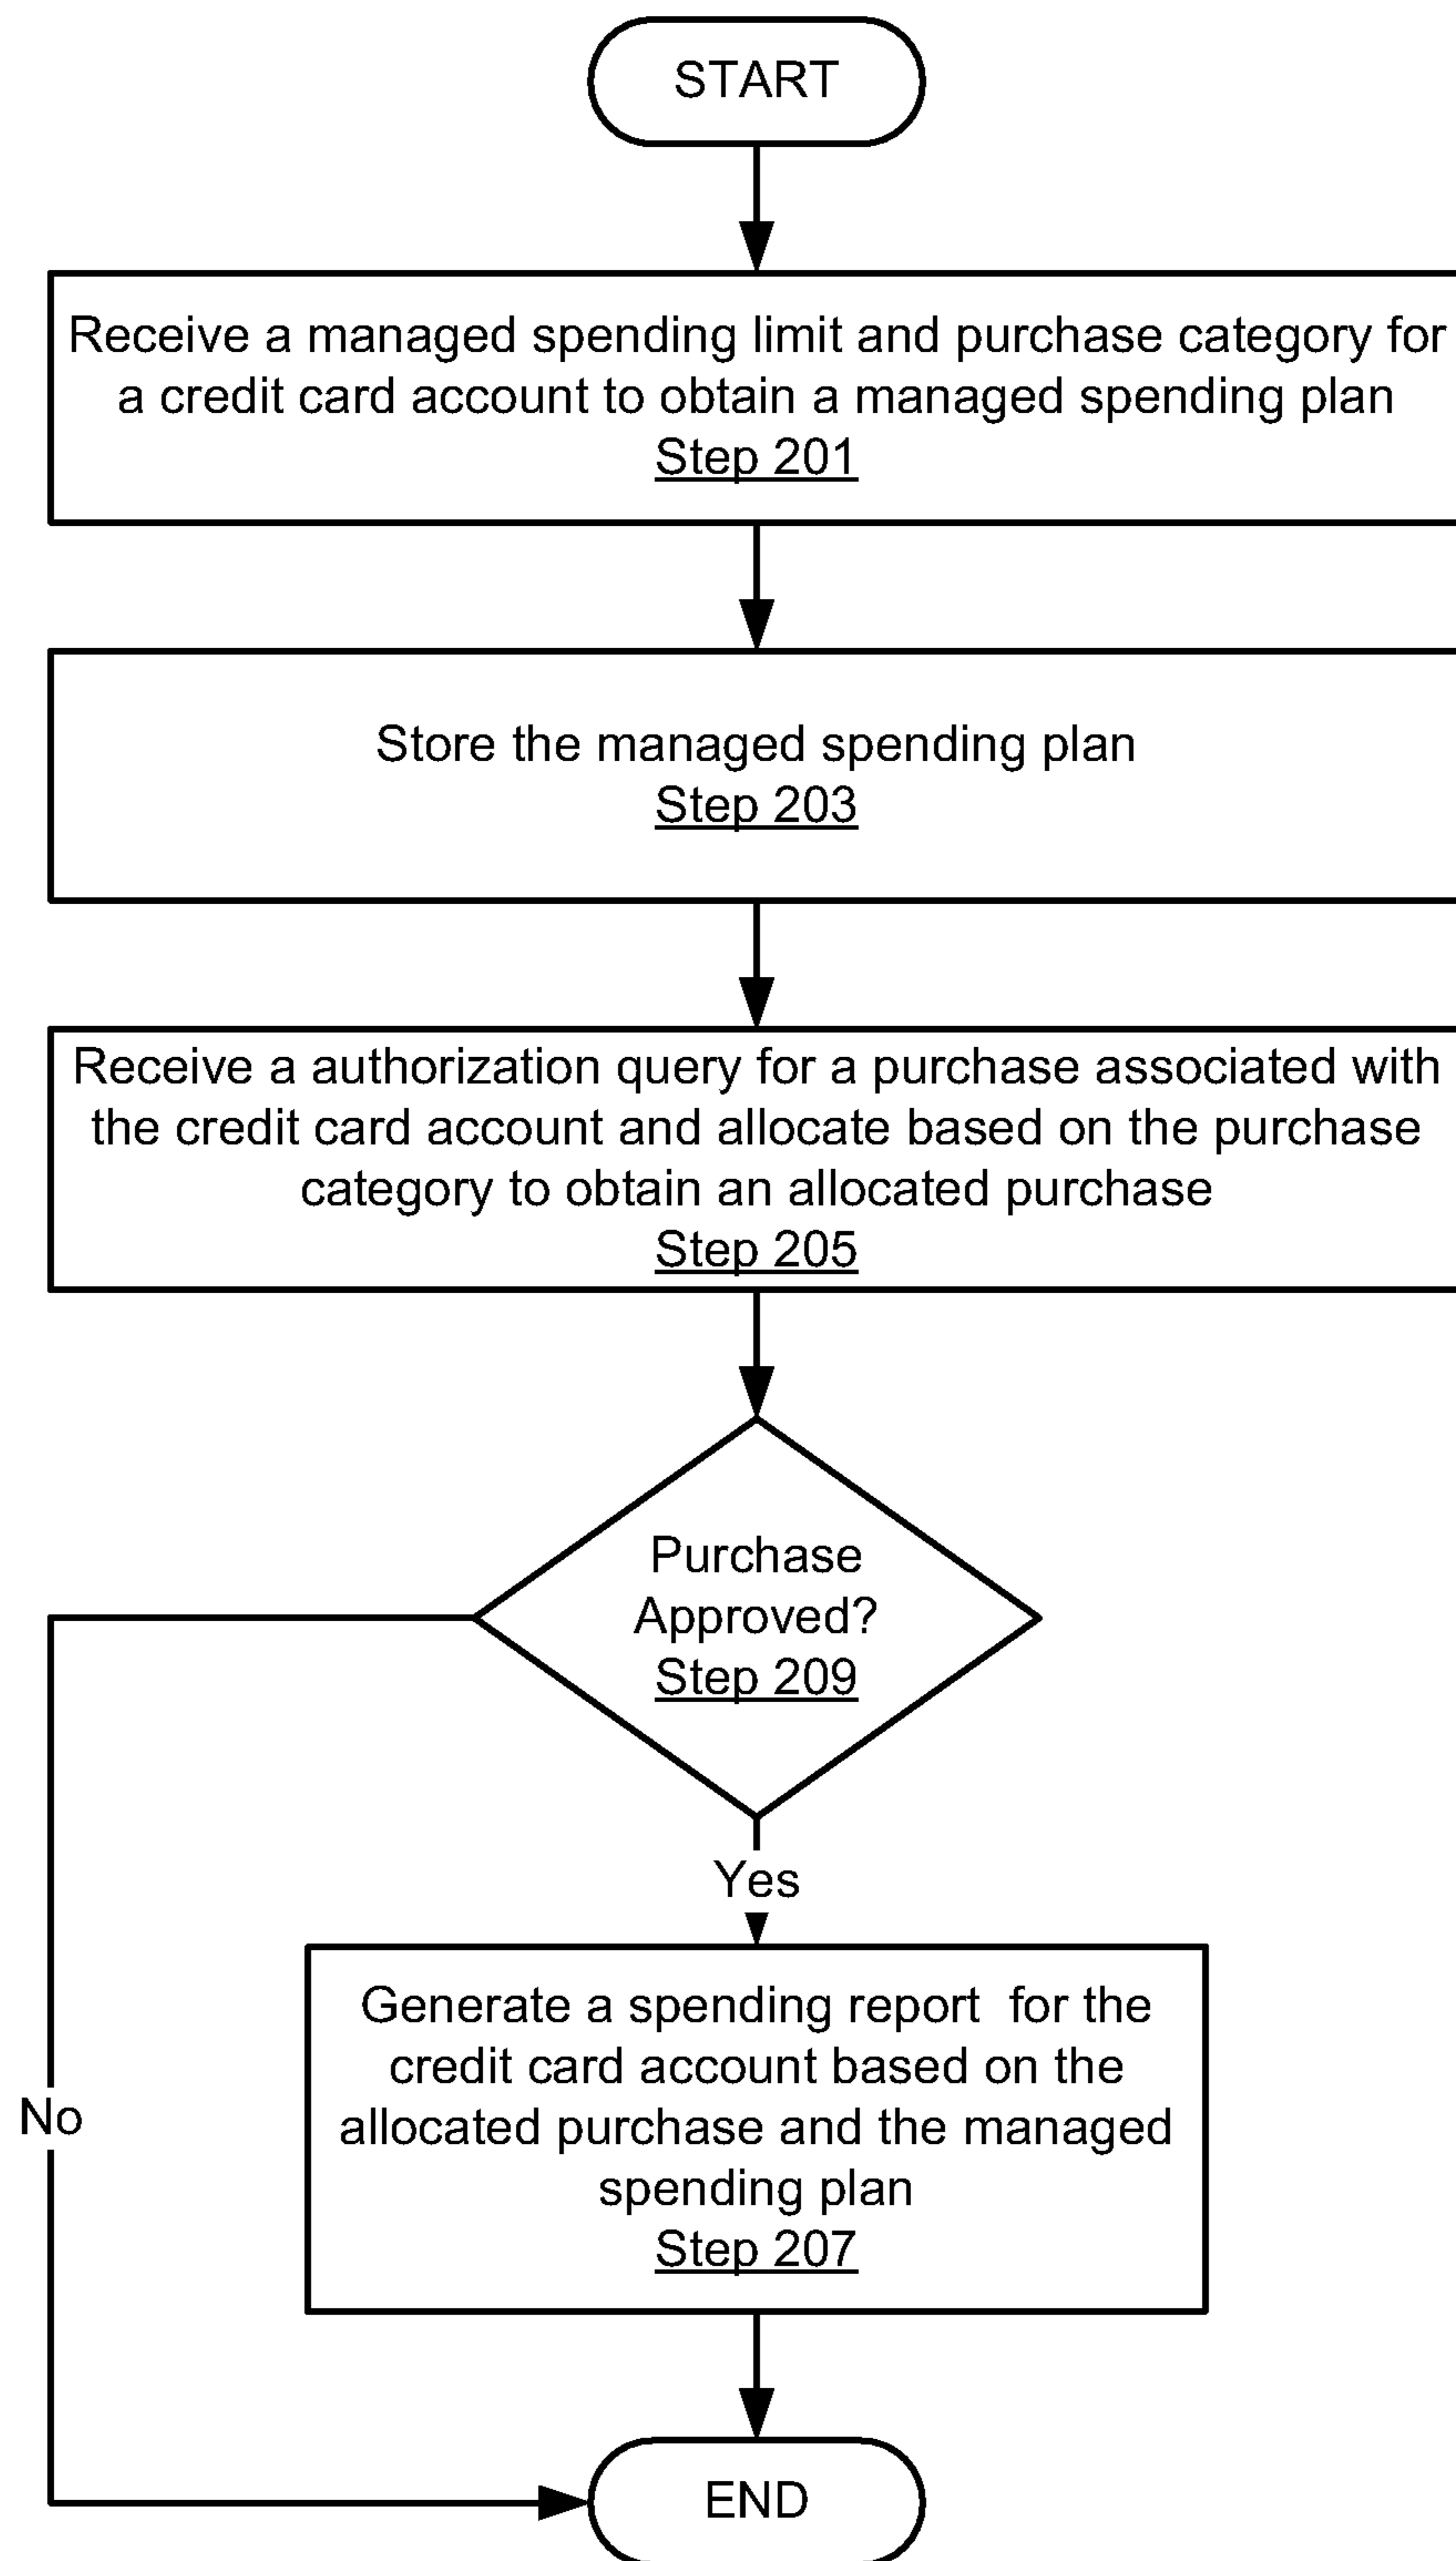 START
Receive a managed spending limit and purchase category for
a credit card account to obtain a managed spending plan
Step 201
Store the managed spending plan
Step 203
Receive a authorization query for a purchase associated with
the credit card account and allocate based on the purchase
category to obtain an allocated purchase
Step 205
Purchase
Approved?
Step 209
Yes
Generate a spending report for the
credit card account based on the
allocated purchase and the managed
spending plan
Step 207
No
END